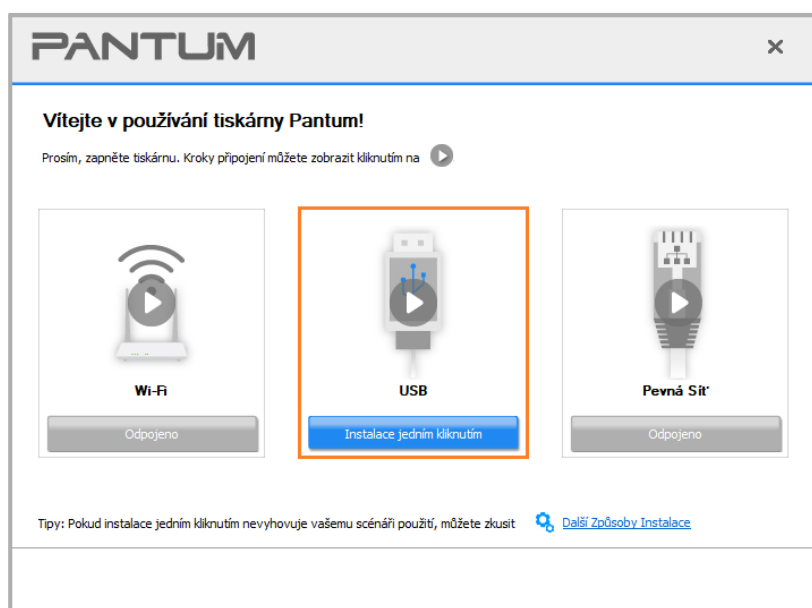 PANTUM
Vítejte v používání tiskárny Pantum!
Prosím, zapněte tiskárnu. Kroky připojení můžete zobrazit kliknutím na
Wi-Fi
USB
Pevná Síť
Odpojeno
Instalace jedním kliknutím
Odpojeno
Tipy: Pokud instalace jedním kliknutím nevyhovuje vašemu scénáři použití, můžete zkusit Další Způsoby Instalace